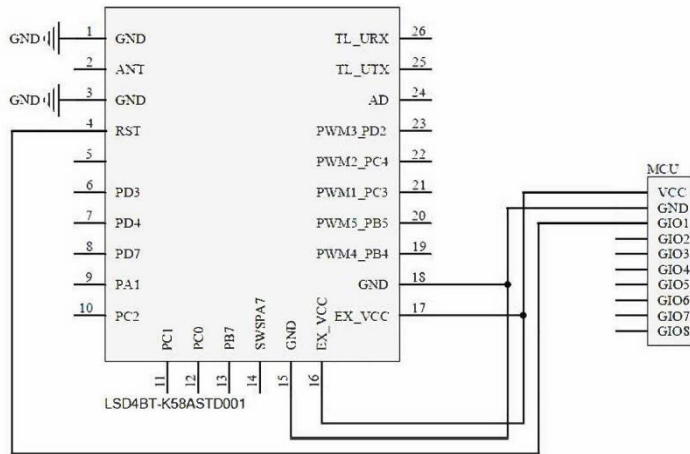 GND 1 GND TL_URX 26
2 ANT TL_UTX 25
GND 3 GND AD 24
4 RST PWM3_PD2 23
5 PWM2_PC4 22
MCU
6 PD3 PWM1_PC3 21 VCC
GND
7 PD4 PWM5_PB5 20 GIO1
GIO2
8 PD7 PWM4_PB4 19 GIO3
GIO4
9 PA1 GND 18 GIO5
GIO6
10 PC2 EX_VCC 17 GIO7
GIO8
PC1 PC0 PB7 SWSPA7 GND EX_VCC
11 12 13 14 15 16
LSD4BT-K58ASTD001